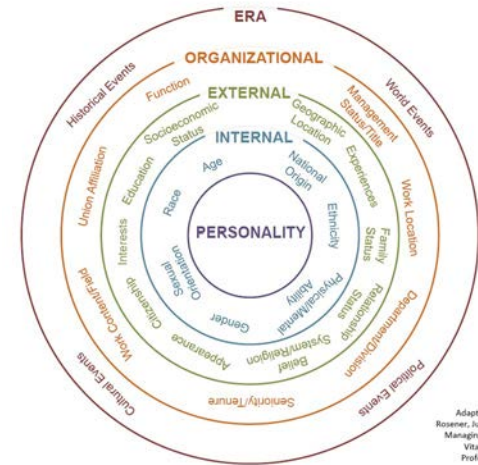 ERA
Historical Events
World Events
Political Events
Cultural Events
ORGANIZATIONAL
Function
Management
Status/Title
Work Location
Department/Division
Seniority/Tenure
Work Content/Field
Union Affiliation
EXTERNAL
Socioeconomic
Status
Geographic
Location
Experiences
Family
Status
Relationship
Status
Belief
System/Religion
Appearance
Citizenship
Interests
Education
INTERNAL
Age
National
Origin
Ethnicity
Physical/Mental
Ability
Gender
Sexual
Orientation
Race
PERSONALITY
Adapt
Rosener, Ju
Managin
Vita
Prof